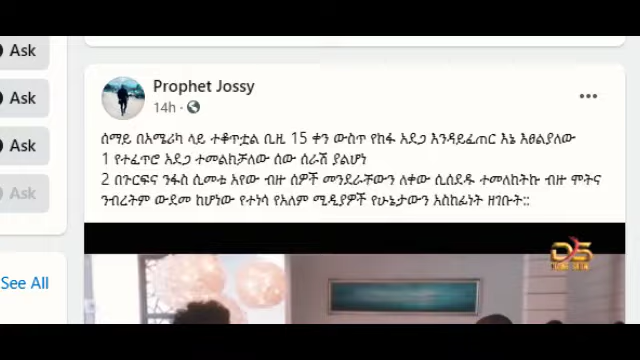 Ask
Ask
Ask
Ask
See All
Prophet Jossy
14h ·
ሰማይ በአሜሪካ ላይ ተቆጥቷል ቢዚ 15 ቀን ውስጥ የከፋ አደጋ እንዳይፈጠር እኔ እፀልያለው
1 የተፈጥሮ አደጋ ተመልክቻለው ሰው ሰራሽ ያልሆነ
2 በጉርፍና ንፋስ ሲመቱ አየው ብዙ ሰዎች መንደራቸውን ለቀው ሲሰደዱ ተመለከትኩ ብዙ ሞትና
ንብረትም ውደመ ከሆነው የተነሳ የአለም ሚዲያዎች የሁኔታውን አስከፊነት ዘገቡት፡፡